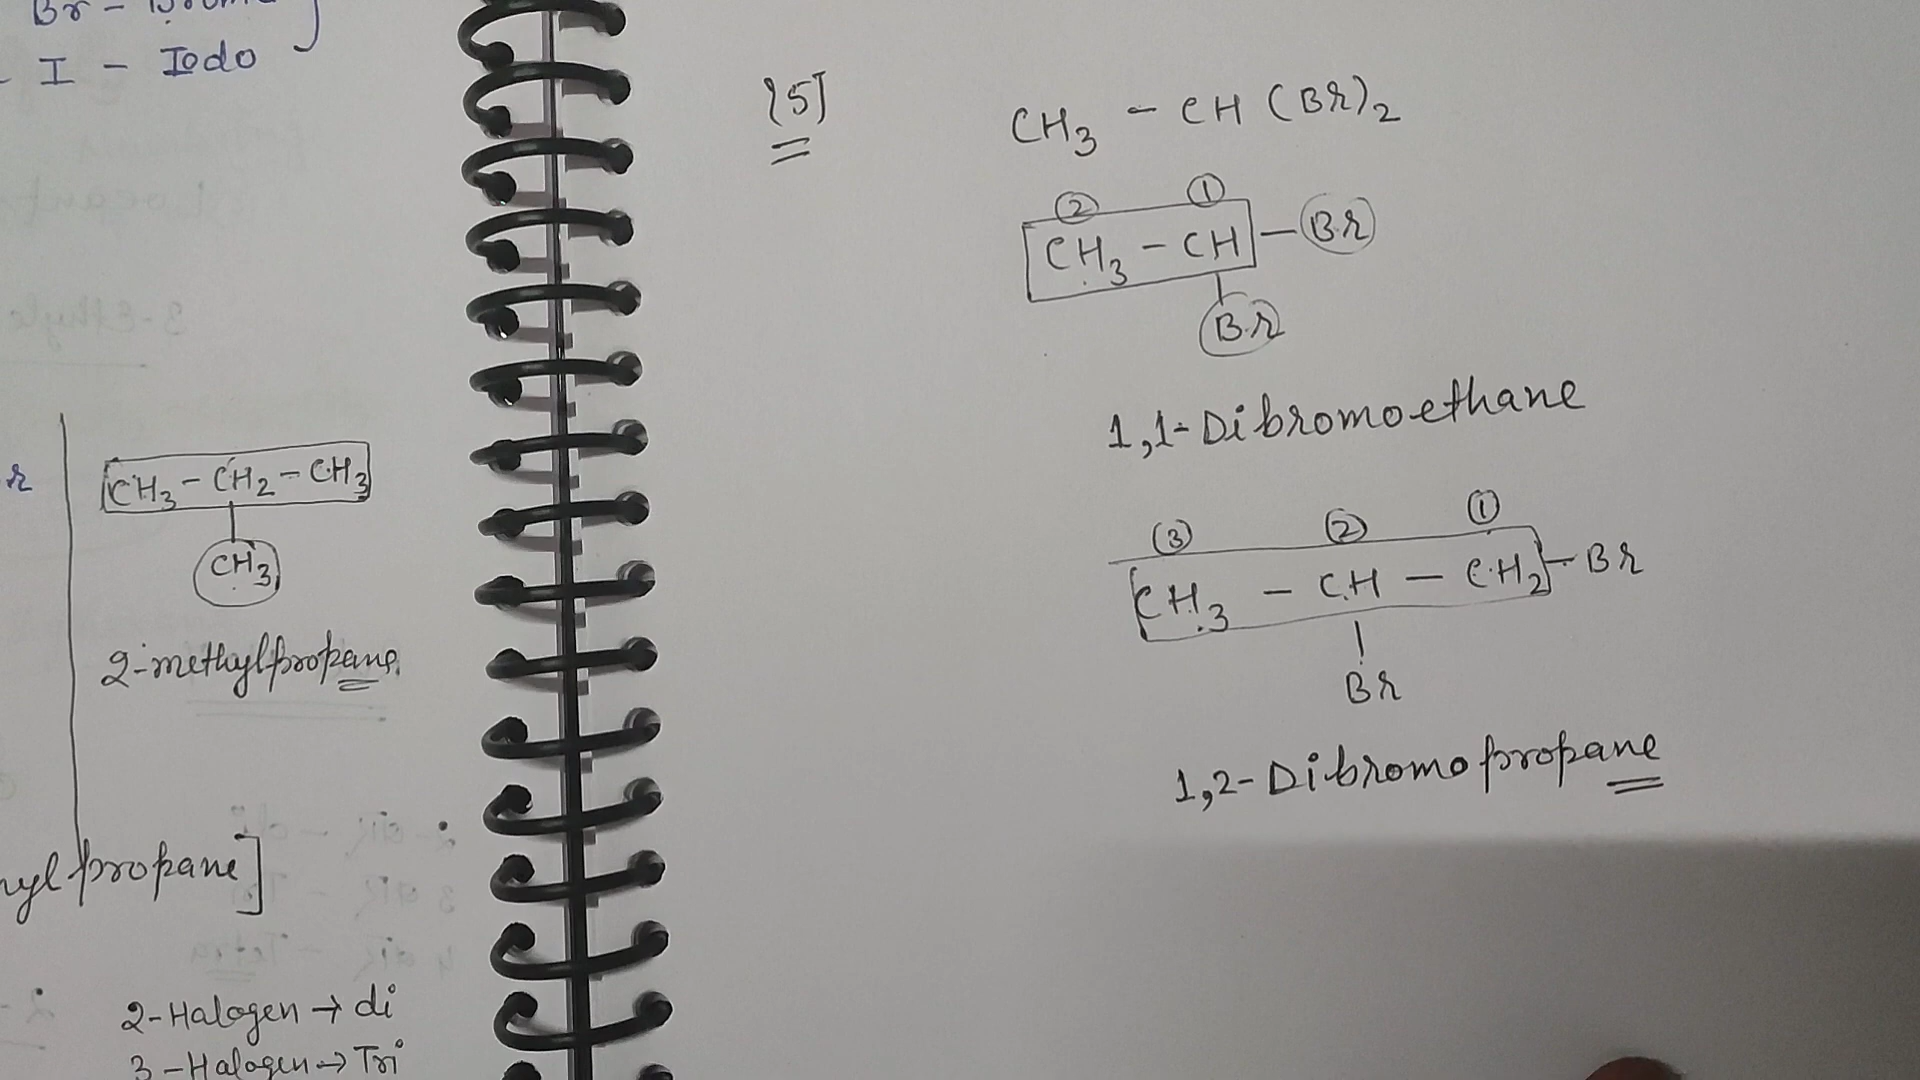 Br -
I - Iodo
CH3 - CH2 - CH3
CH3
2-methylpropane
propane]
2-Halogen → di
3-Halogen → Tri
[5]
CH3 - CH (Br)2
② ①
CH3 - CH - Br
Br
1,1-Dibromoethane
③ ② ①
CH3 - CH - CH2 - Br
Br
1,2-Dibromopropane